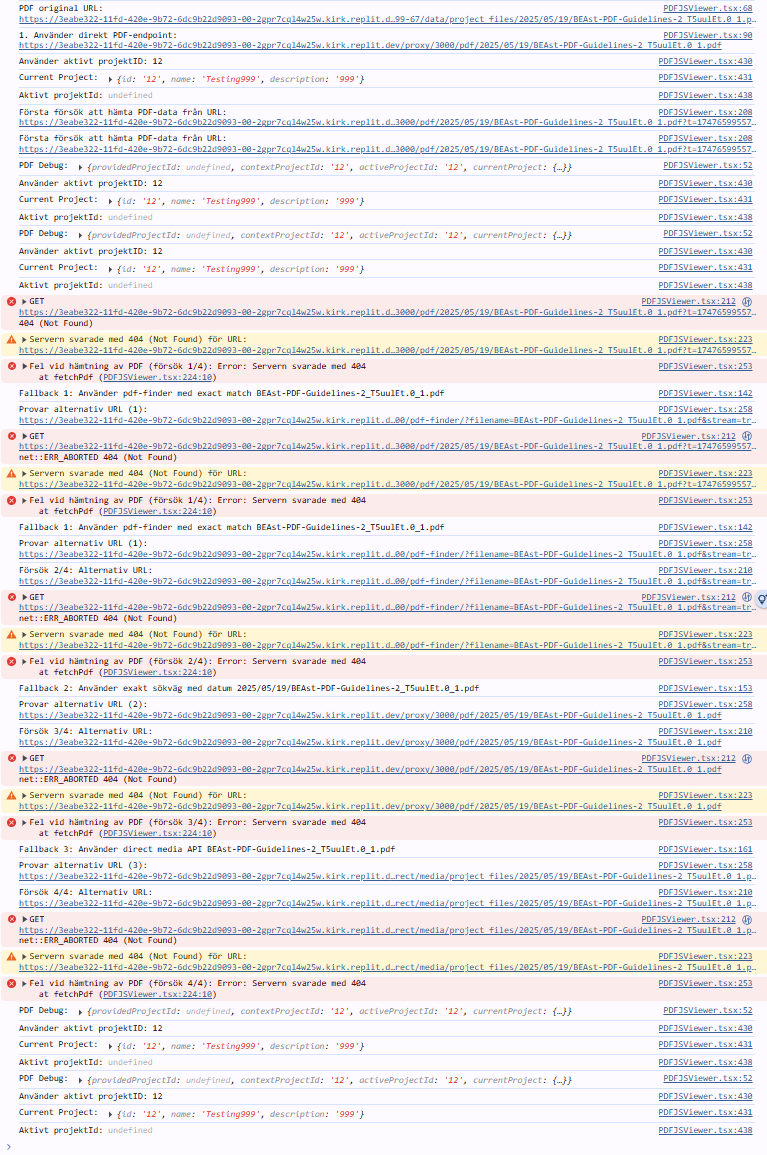 PDF original URL: PDFJSViewer.tsx:68
https://3eabe322-11fd-420e-9b72-6dc9b22d9093-00-2gpr7cql4w25w.kirk.replit.d…99-67/data/project_files/2025/05/19/BEAst-PDF-Guidelines-2_T5uulEt.0_1.p…
1. Använder direkt PDF-endpoint: PDFJSViewer.tsx:90
https://3eabe322-11fd-420e-9b72-6dc9b22d9093-00-2gpr7cql4w25w.kirk.replit.dev/proxy/3000/pdf/2025/05/19/BEAst-PDF-Guidelines-2_T5uulEt.0_1.pdf
Använder aktivt projektID: 12 PDFJSViewer.tsx:430
Current Project: {id: '12', name: 'Testing999', description: '999'} PDFJSViewer.tsx:431
Aktivt projektId: undefined PDFJSViewer.tsx:438
Första försök att hämta PDF-data från URL: PDFJSViewer.tsx:208
https://3eabe322-11fd-420e-9b72-6dc9b22d9093-00-2gpr7cql4w25w.kirk.replit.d…3000/pdf/2025/05/19/BEAst-PDF-Guidelines-2_T5uulEt.0_1.pdf?t=17476599557…
Första försök att hämta PDF-data från URL: PDFJSViewer.tsx:208
https://3eabe322-11fd-420e-9b72-6dc9b22d9093-00-2gpr7cql4w25w.kirk.replit.d…3000/pdf/2025/05/19/BEAst-PDF-Guidelines-2_T5uulEt.0_1.pdf?t=17476599557…
PDF Debug: {providedProjectId: undefined, contextProjectId: '12', activeProjectId: '12', currentProject: {…}} PDFJSViewer.tsx:52
Använder aktivt projektID: 12 PDFJSViewer.tsx:430
Current Project: {id: '12', name: 'Testing999', description: '999'} PDFJSViewer.tsx:431
Aktivt projektId: undefined PDFJSViewer.tsx:438
PDF Debug: {providedProjectId: undefined, contextProjectId: '12', activeProjectId: '12', currentProject: {…}} PDFJSViewer.tsx:52
Använder aktivt projektID: 12 PDFJSViewer.tsx:430
Current Project: {id: '12', name: 'Testing999', description: '999'} PDFJSViewer.tsx:431
Aktivt projektId: undefined PDFJSViewer.tsx:438
GET PDFJSViewer.tsx:212
https://3eabe322-11fd-420e-9b72-6dc9b22d9093-00-2gpr7cql4w25w.kirk.replit.d…3000/pdf/2025/05/19/BEAst-PDF-Guidelines-2_T5uulEt.0_1.pdf?t=17476599557…
404 (Not Found)
Servern svarade med 404 (Not Found) för URL: PDFJSViewer.tsx:223
https://3eabe322-11fd-420e-9b72-6dc9b22d9093-00-2gpr7cql4w25w.kirk.replit.d…3000/pdf/2025/05/19/BEAst-PDF-Guidelines-2_T5uulEt.0_1.pdf?t=17476599557…
Fel vid hämtning av PDF (försök 1/4): Error: Servern svarade med 404 PDFJSViewer.tsx:253
at fetchPdf (PDFJSViewer.tsx:224:10)
Fallback 1: Använder pdf-finder med exact match BEAst-PDF-Guidelines-2_T5uulEt.0_1.pdf PDFJSViewer.tsx:142
Provar alternativ URL (1): PDFJSViewer.tsx:258
https://3eabe322-11fd-420e-9b72-6dc9b22d9093-00-2gpr7cql4w25w.kirk.replit.d…00/pdf-finder/?filename=BEAst-PDF-Guidelines-2_T5uulEt.0_1.pdf&stream=tr…
GET PDFJSViewer.tsx:212
https://3eabe322-11fd-420e-9b72-6dc9b22d9093-00-2gpr7cql4w25w.kirk.replit.d…3000/pdf/2025/05/19/BEAst-PDF-Guidelines-2_T5uulEt.0_1.pdf?t=17476599557…
net::ERR_ABORTED 404 (Not Found)
Servern svarade med 404 (Not Found) för URL: PDFJSViewer.tsx:223
https://3eabe322-11fd-420e-9b72-6dc9b22d9093-00-2gpr7cql4w25w.kirk.replit.d…3000/pdf/2025/05/19/BEAst-PDF-Guidelines-2_T5uulEt.0_1.pdf?t=17476599557…
Fel vid hämtning av PDF (försök 1/4): Error: Servern svarade med 404 PDFJSViewer.tsx:253
at fetchPdf (PDFJSViewer.tsx:224:10)
Fallback 1: Använder pdf-finder med exact match BEAst-PDF-Guidelines-2_T5uulEt.0_1.pdf PDFJSViewer.tsx:142
Provar alternativ URL (1): PDFJSViewer.tsx:258
https://3eabe322-11fd-420e-9b72-6dc9b22d9093-00-2gpr7cql4w25w.kirk.replit.d…00/pdf-finder/?filename=BEAst-PDF-Guidelines-2_T5uulEt.0_1.pdf&stream=tr…
Försök 2/4: Alternativ URL: PDFJSViewer.tsx:210
https://3eabe322-11fd-420e-9b72-6dc9b22d9093-00-2gpr7cql4w25w.kirk.replit.d…00/pdf-finder/?filename=BEAst-PDF-Guidelines-2_T5uulEt.0_1.pdf&stream=tr…
GET PDFJSViewer.tsx:212
https://3eabe322-11fd-420e-9b72-6dc9b22d9093-00-2gpr7cql4w25w.kirk.replit.d…00/pdf-finder/?filename=BEAst-PDF-Guidelines-2_T5uulEt.0_1.pdf&stream=tr…
net::ERR_ABORTED 404 (Not Found)
Servern svarade med 404 (Not Found) för URL: PDFJSViewer.tsx:223
https://3eabe322-11fd-420e-9b72-6dc9b22d9093-00-2gpr7cql4w25w.kirk.replit.d…00/pdf-finder/?filename=BEAst-PDF-Guidelines-2_T5uulEt.0_1.pdf&stream=tr…
Fel vid hämtning av PDF (försök 2/4): Error: Servern svarade med 404 PDFJSViewer.tsx:253
at fetchPdf (PDFJSViewer.tsx:224:10)
Fallback 2: Använder exakt sökväg med datum 2025/05/19/BEAst-PDF-Guidelines-2_T5uulEt.0_1.pdf PDFJSViewer.tsx:153
Provar alternativ URL (2): PDFJSViewer.tsx:258
https://3eabe322-11fd-420e-9b72-6dc9b22d9093-00-2gpr7cql4w25w.kirk.replit.dev/proxy/3000/pdf/2025/05/19/BEAst-PDF-Guidelines-2_T5uulEt.0_1.pdf
Försök 3/4: Alternativ URL: PDFJSViewer.tsx:210
https://3eabe322-11fd-420e-9b72-6dc9b22d9093-00-2gpr7cql4w25w.kirk.replit.dev/proxy/3000/pdf/2025/05/19/BEAst-PDF-Guidelines-2_T5uulEt.0_1.pdf
GET PDFJSViewer.tsx:212
https://3eabe322-11fd-420e-9b72-6dc9b22d9093-00-2gpr7cql4w25w.kirk.replit.dev/proxy/3000/pdf/2025/05/19/BEAst-PDF-Guidelines-2_T5uulEt.0_1.pdf
net::ERR_ABORTED 404 (Not Found)
Servern svarade med 404 (Not Found) för URL: PDFJSViewer.tsx:223
https://3eabe322-11fd-420e-9b72-6dc9b22d9093-00-2gpr7cql4w25w.kirk.replit.dev/proxy/3000/pdf/2025/05/19/BEAst-PDF-Guidelines-2_T5uulEt.0_1.pdf
Fel vid hämtning av PDF (försök 3/4): Error: Servern svarade med 404 PDFJSViewer.tsx:253
at fetchPdf (PDFJSViewer.tsx:224:10)
Fallback 3: Använder direct media API BEAst-PDF-Guidelines-2_T5uulEt.0_1.pdf PDFJSViewer.tsx:161
Provar alternativ URL (3): PDFJSViewer.tsx:258
https://3eabe322-11fd-420e-9b72-6dc9b22d9093-00-2gpr7cql4w25w.kirk.replit.d…rect/media/project_files/2025/05/19/BEAst-PDF-Guidelines-2_T5uulEt.0_1.p…
Försök 4/4: Alternativ URL: PDFJSViewer.tsx:210
https://3eabe322-11fd-420e-9b72-6dc9b22d9093-00-2gpr7cql4w25w.kirk.replit.d…rect/media/project_files/2025/05/19/BEAst-PDF-Guidelines-2_T5uulEt.0_1.p…
GET PDFJSViewer.tsx:212
https://3eabe322-11fd-420e-9b72-6dc9b22d9093-00-2gpr7cql4w25w.kirk.replit.d…rect/media/project_files/2025/05/19/BEAst-PDF-Guidelines-2_T5uulEt.0_1.p…
net::ERR_ABORTED 404 (Not Found)
Servern svarade med 404 (Not Found) för URL: PDFJSViewer.tsx:223
https://3eabe322-11fd-420e-9b72-6dc9b22d9093-00-2gpr7cql4w25w.kirk.replit.d…rect/media/project_files/2025/05/19/BEAst-PDF-Guidelines-2_T5uulEt.0_1.p…
Fel vid hämtning av PDF (försök 4/4): Error: Servern svarade med 404 PDFJSViewer.tsx:253
at fetchPdf (PDFJSViewer.tsx:224:10)
PDF Debug: {providedProjectId: undefined, contextProjectId: '12', activeProjectId: '12', currentProject: {…}} PDFJSViewer.tsx:52
Använder aktivt projektID: 12 PDFJSViewer.tsx:430
Current Project: {id: '12', name: 'Testing999', description: '999'} PDFJSViewer.tsx:431
Aktivt projektId: undefined PDFJSViewer.tsx:438
PDF Debug: {providedProjectId: undefined, contextProjectId: '12', activeProjectId: '12', currentProject: {…}} PDFJSViewer.tsx:52
Använder aktivt projektID: 12 PDFJSViewer.tsx:430
Current Project: {id: '12', name: 'Testing999', description: '999'} PDFJSViewer.tsx:431
Aktivt projektId: undefined PDFJSViewer.tsx:438